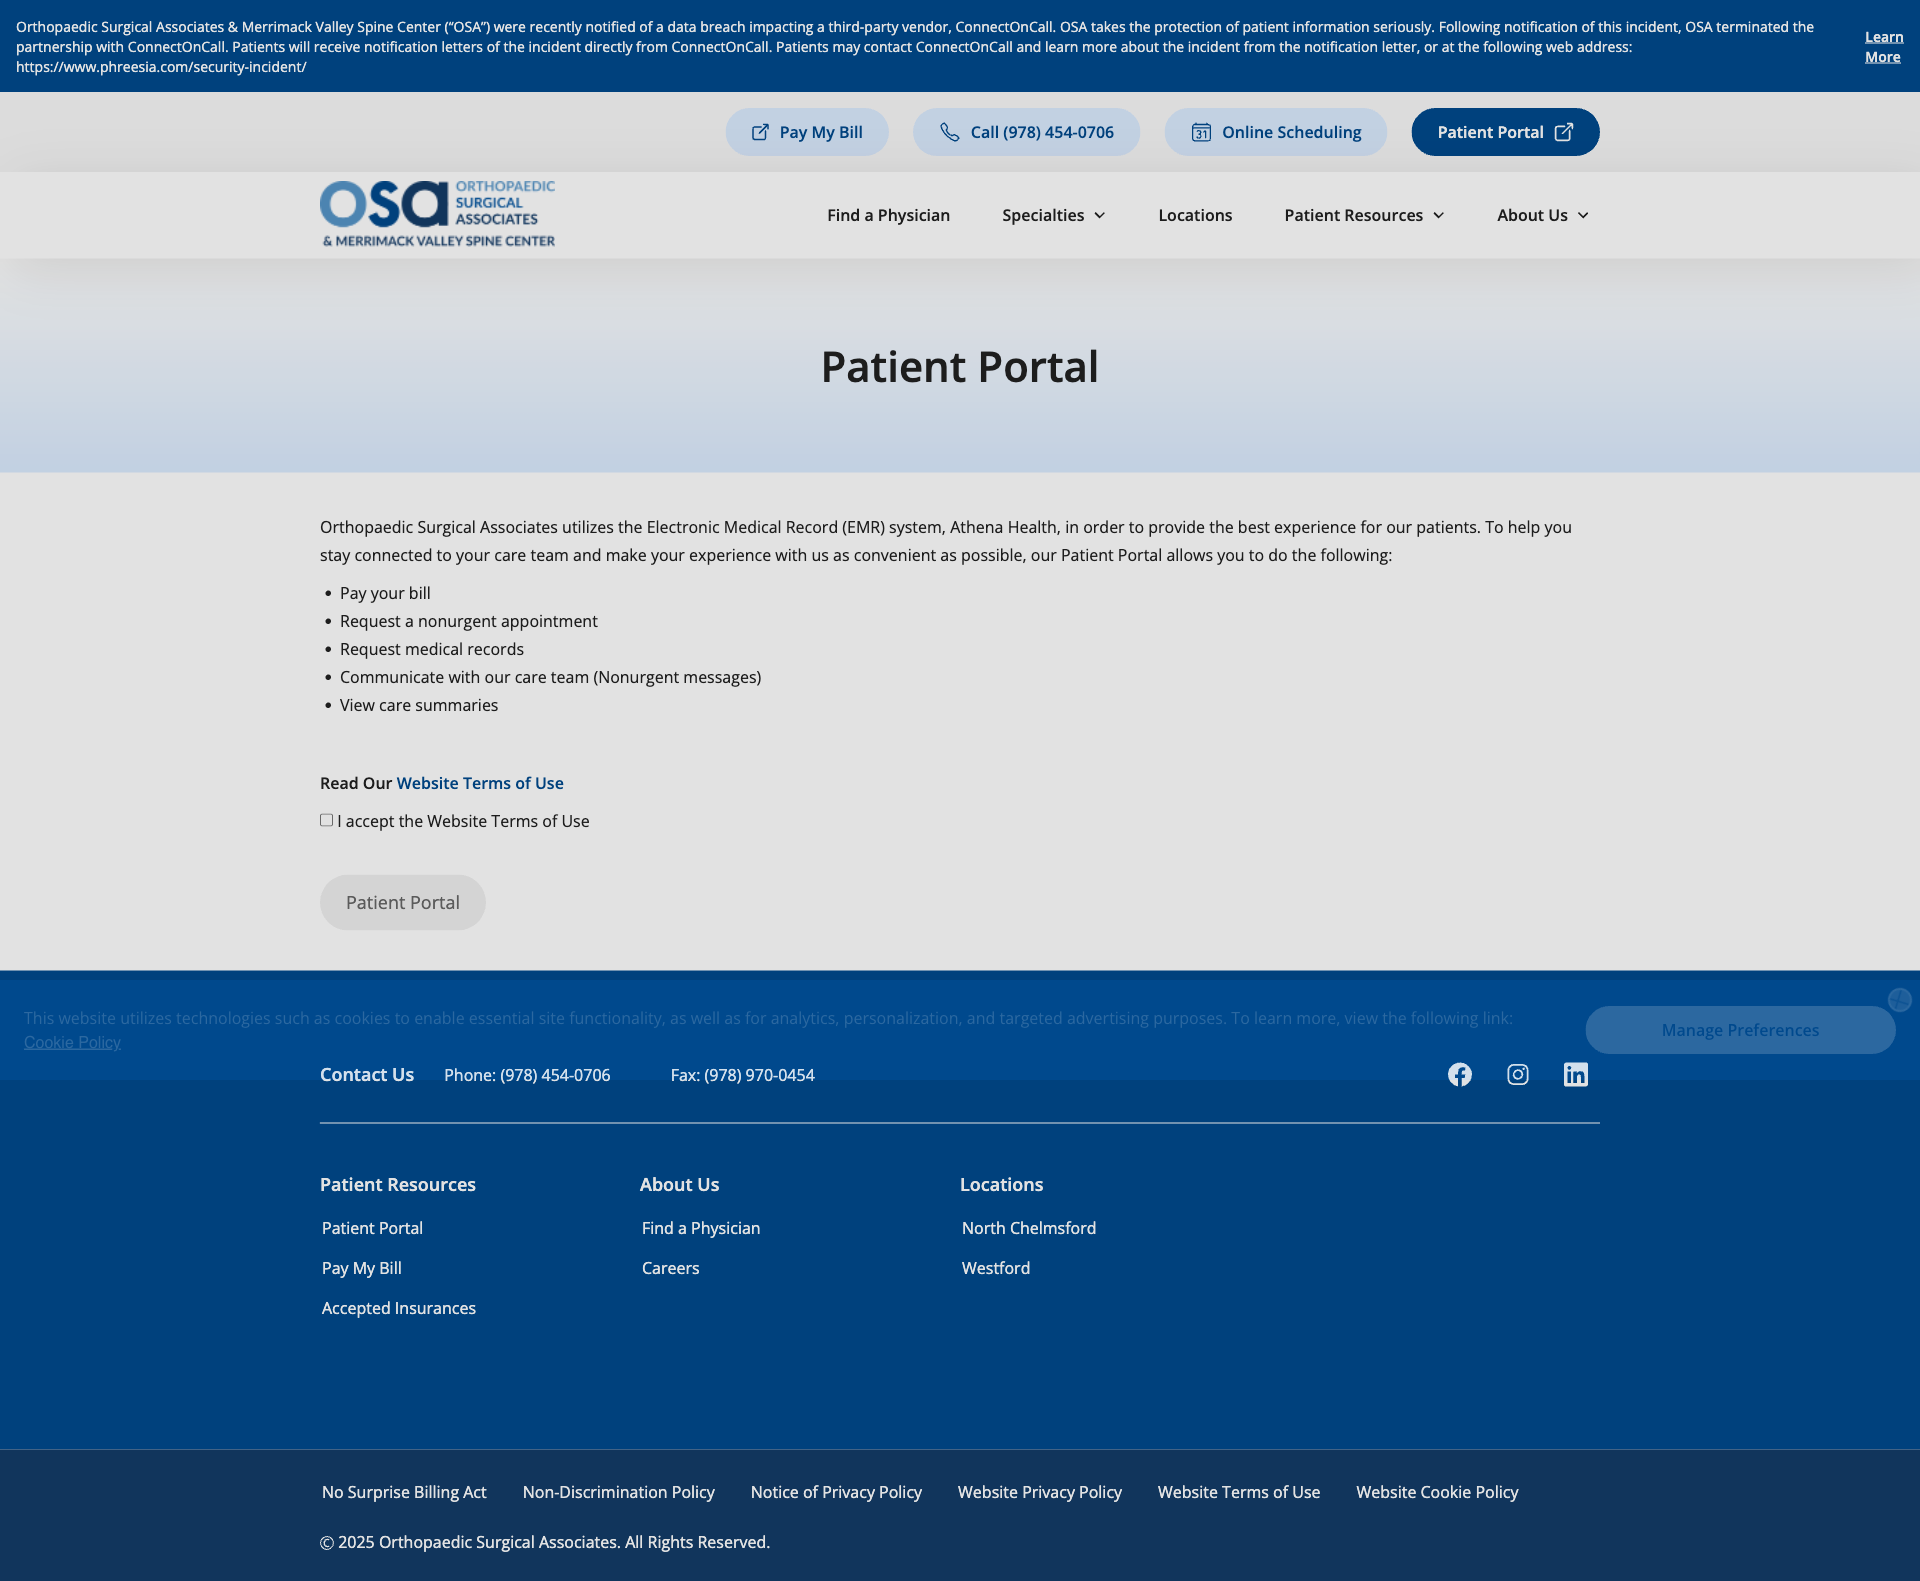 Orthopaedic Surgical Associates & Merrimack Valley Spine Center (“OSA”) were recently notified of a data breach impacting a third-party vendor, ConnectOnCall. OSA takes the protection of patient information seriously. Following notification of this incident, OSA terminated the
partnership with ConnectOnCall. Patients will receive notification letters of the incident directly from ConnectOnCall. Patients may contact ConnectOnCall and learn more about the incident from the notification letter, or at the following web address:
https://www.phreesia.com/security-incident/
Learn
More
Pay My Bill
Call (978) 454-0706
31
Online Scheduling
Patient Portal
osa
ORTHOPAEDIC
SURGICAL
ASSOCIATES
& MERRIMACK VALLEY SPINE CENTER
Find a Physician
Specialties
Locations
Patient Resources
About Us
Patient Portal
Orthopaedic Surgical Associates utilizes the Electronic Medical Record (EMR) system, Athena Health, in order to provide the best experience for our patients. To help you
stay connected to your care team and make your experience with us as convenient as possible, our Patient Portal allows you to do the following:
• Pay your bill
• Request a nonurgent appointment
• Request medical records
• Communicate with our care team (Nonurgent messages)
• View care summaries
Read Our Website Terms of Use
I accept the Website Terms of Use
Patient Portal
This website utilizes technologies such as cookies to enable essential site functionality, as well as for analytics, personalization, and targeted advertising purposes. To learn more, view the following link:
Cookie Policy
Manage Preferences
Contact Us
Phone: (978) 454-0706
Fax: (978) 970-0454
Patient Resources
Patient Portal
Pay My Bill
Accepted Insurances
About Us
Find a Physician
Careers
Locations
North Chelmsford
Westford
No Surprise Billing Act
Non-Discrimination Policy
Notice of Privacy Policy
Website Privacy Policy
Website Terms of Use
Website Cookie Policy
© 2025 Orthopaedic Surgical Associates. All Rights Reserved.